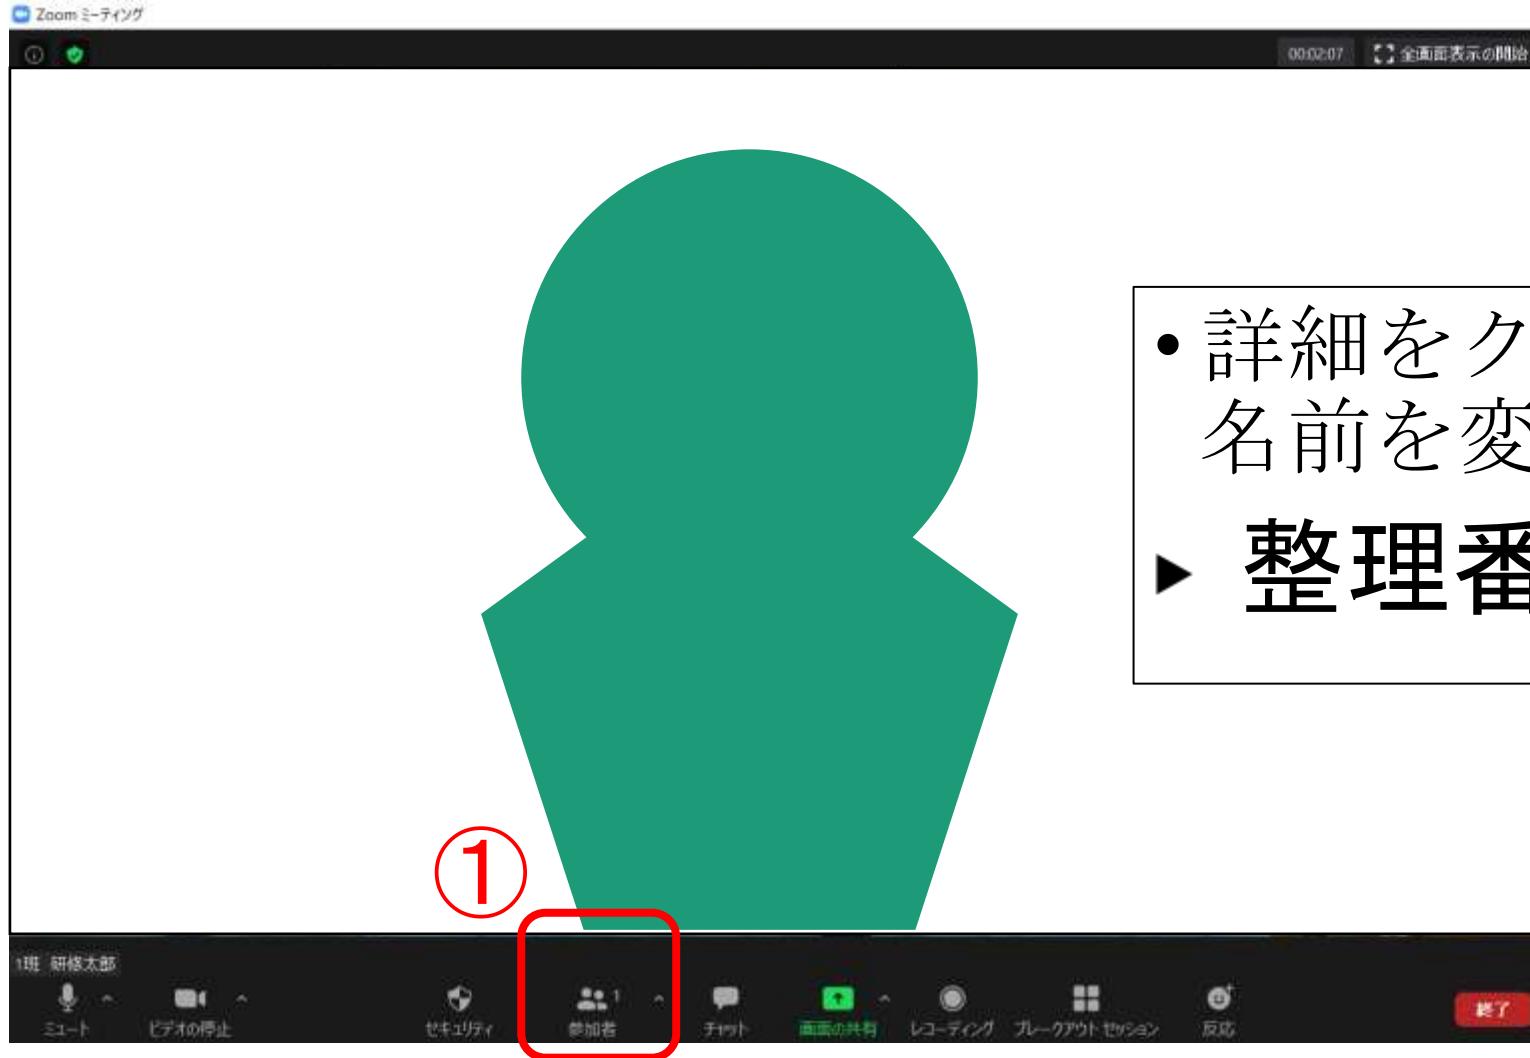 Zoom ミーティング
00:02:07 全画面表示の開始
• 詳細をク
名前を変
▶ 整理番
①
1班 研修太郎
1
ミュート ビデオの停止 セキュリティ 参加者 チャット 画面の共有 レコーディング ブレークアウト セッション 反応 終了